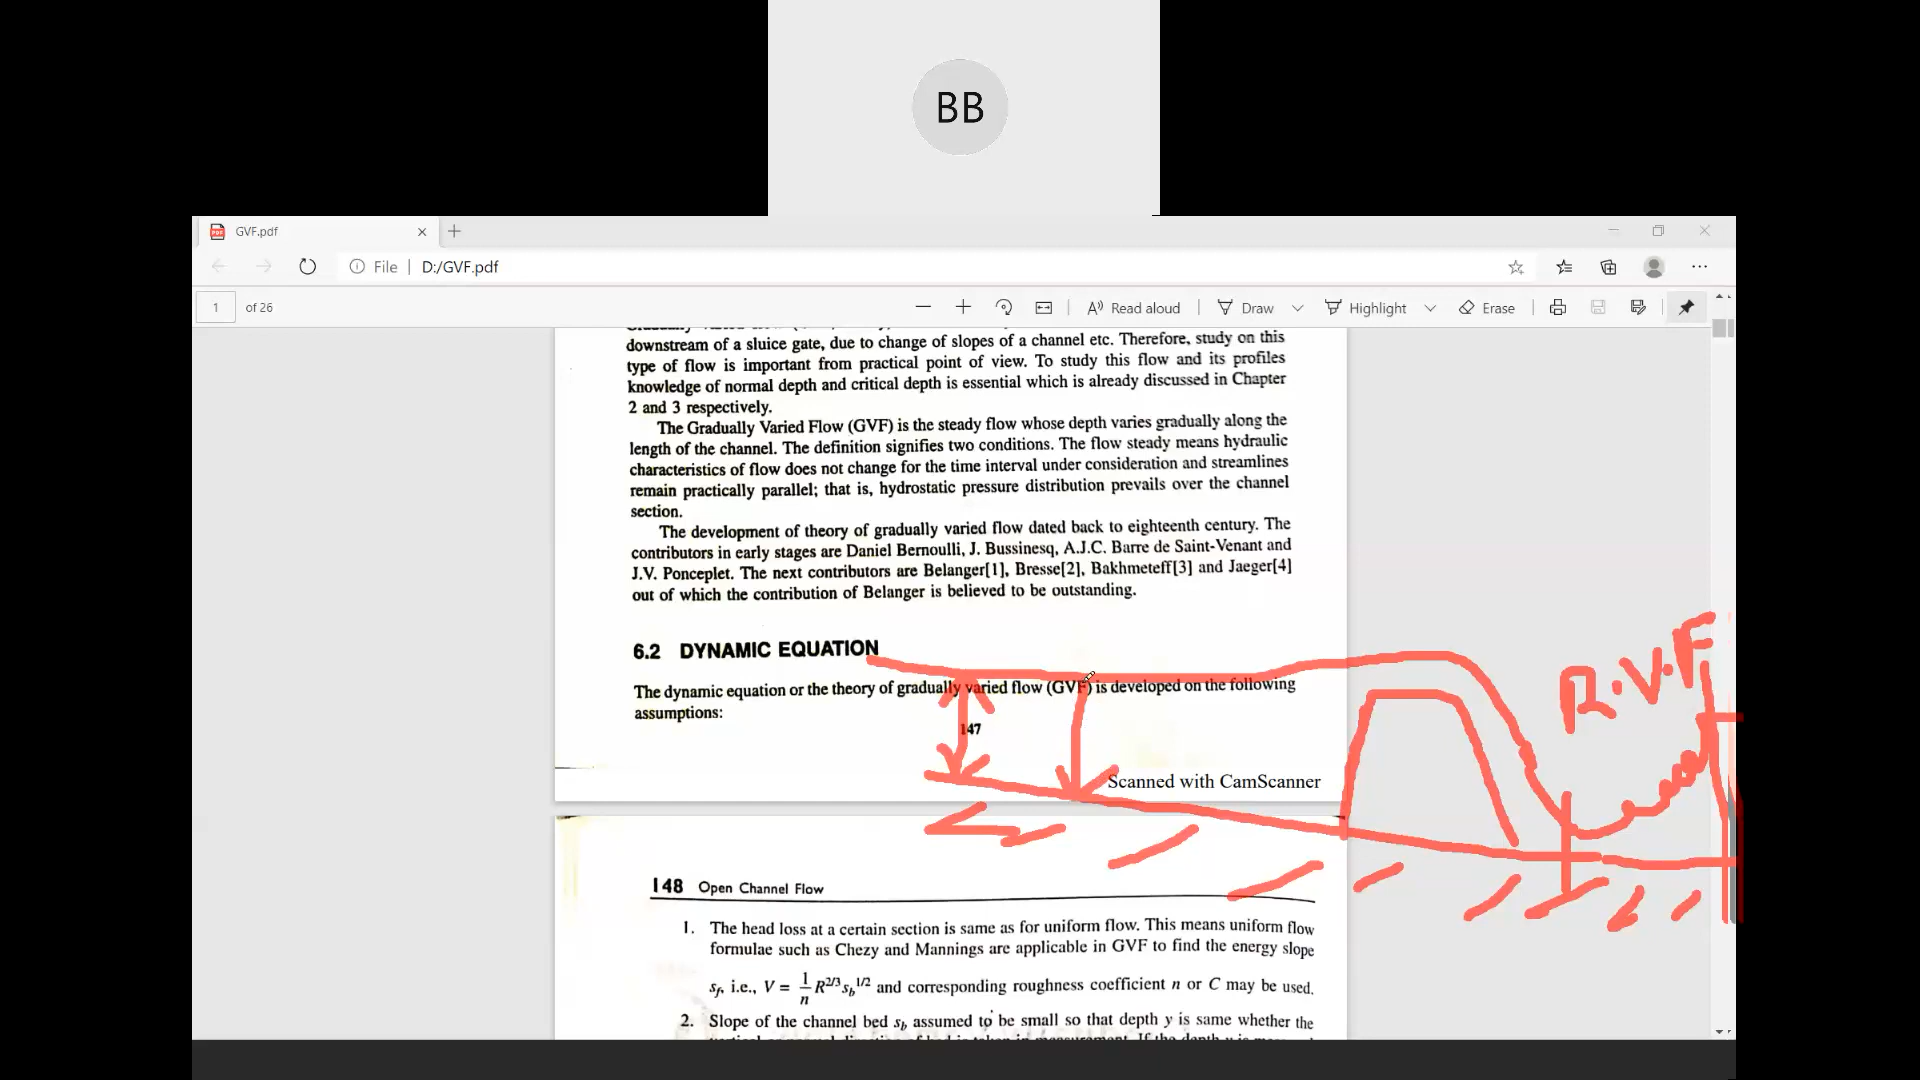 BB
GVF.pdf
File | D:/GVF.pdf
1 of 26
Read aloud
Draw
Highlight
Erase
downstream of a sluice gate, due to change of slopes of a channel etc. Therefore, study on this
type of flow is important from practical point of view. To study this flow and its profiles
knowledge of normal depth and critical depth is essential which is already discussed in Chapter
2 and 3 respectively.
The Gradually Varied Flow (GVF) is the steady flow whose depth varies gradually along the
length of the channel. The definition signifies two conditions. The flow steady means hydraulic
characteristics of flow does not change for the time interval under consideration and streamlines
remain practically parallel; that is, hydrostatic pressure distribution prevails over the channel
section.
The development of theory of gradually varied flow dated back to eighteenth century. The
contributors in early stages are Daniel Bernoulli, J. Bussinesq, A.J.C. Barre de Saint-Venant and
J.V. Ponceplet. The next contributors are Belanger[1], Bresse[2], Bakhmeteff[3] and Jaeger[4]
out of which the contribution of Belanger is believed to be outstanding.
6.2 DYNAMIC EQUATION
R.V.F
The dynamic equation or the theory of gradually varied flow (GVF) is developed on the following
assumptions:
147
Scanned with CamScanner
148 Open Channel Flow
1. The head loss at a certain section is same as for uniform flow. This means uniform flow
formulae such as Chezy and Mannings are applicable in GVF to find the energy slope
s_f, i.e., V = 1/n R^2/3 s_b^1/2 and corresponding roughness coefficient n or C may be used.
2. Slope of the channel bed s_b assumed to be small so that depth y is same whether the